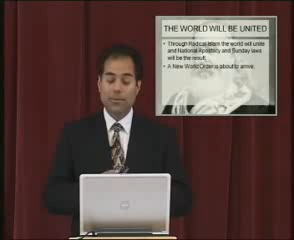 THE WORLD WILL BE UNITED
• Through Radical Islam the world will unite
and National Apostacy and Sunday laws
will be the result.
• A New World Order is about to arrive.